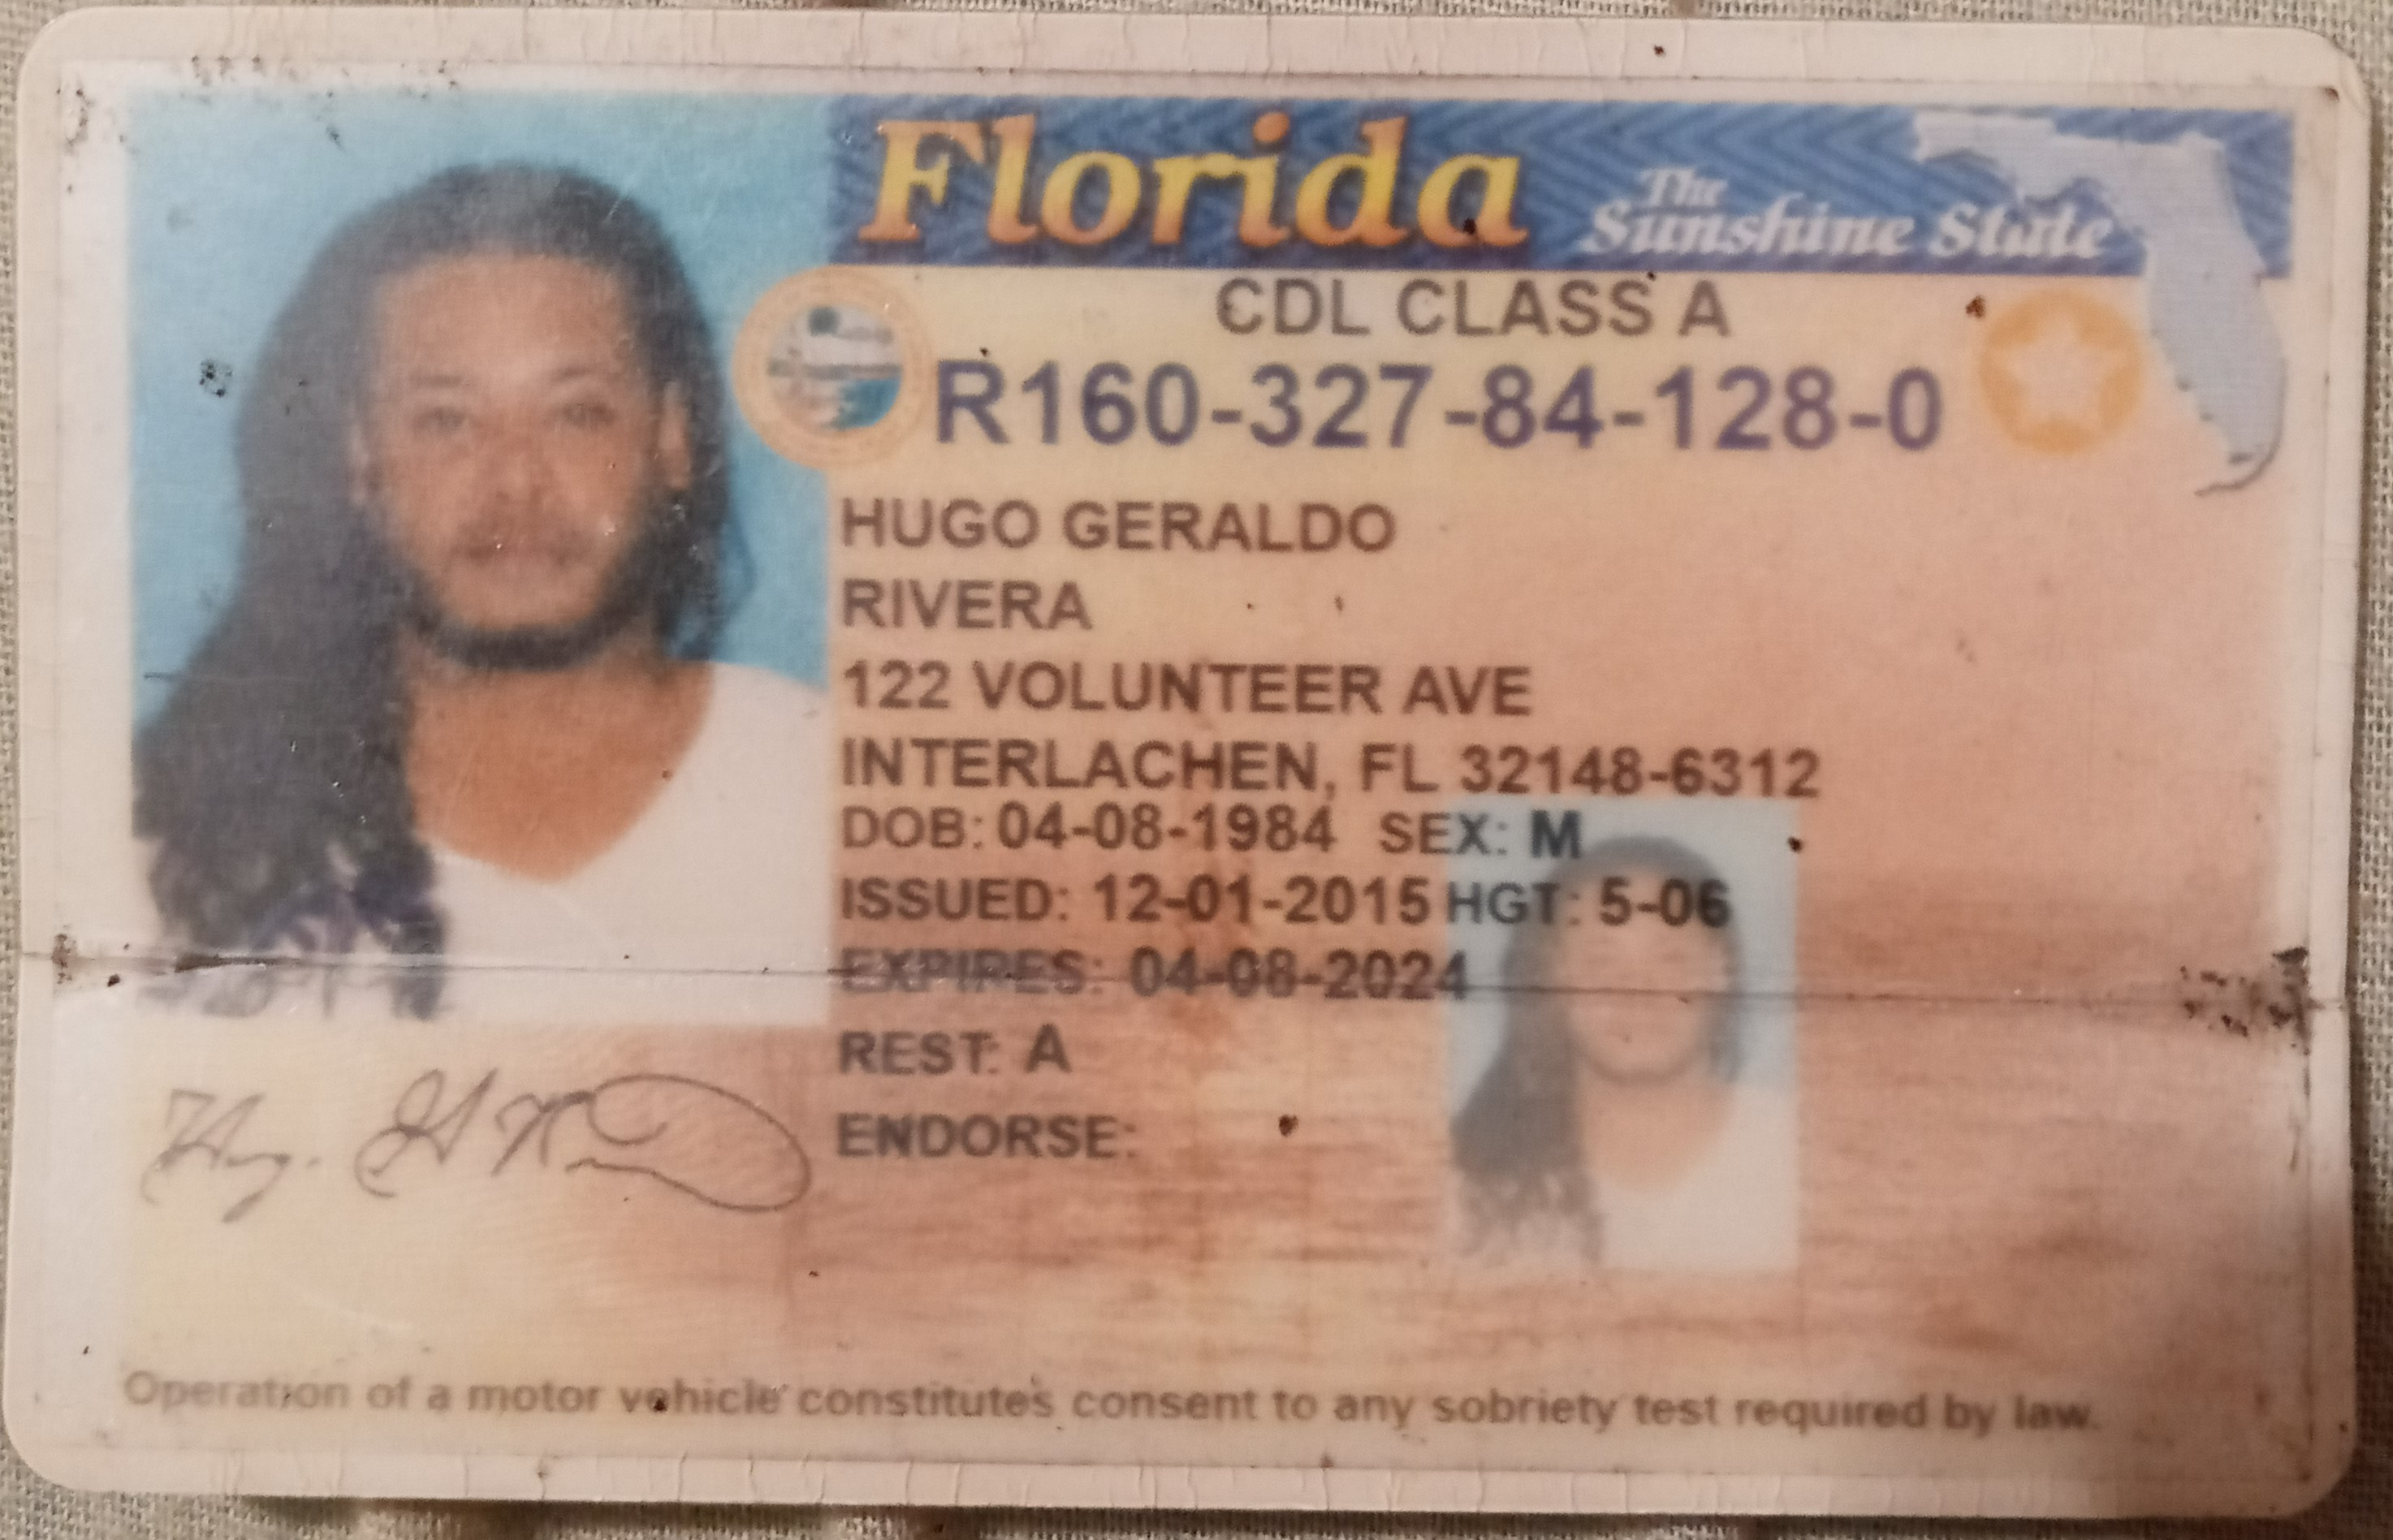 Florida
The Sunshine State
CDL CLASS A
R160-327-84-128-0
HUGO GERALDO
RIVERA
122 VOLUNTEER AVE
INTERLACHEN, FL 32148-6312
DOB: 04-08-1984 SEX: M
ISSUED: 12-01-2015 HGT: 5-06
EXPIRES: 04-08-2024
REST: A
ENDORSE:
Operation of a motor vehicle constitutes consent to any sobriety test required by law.